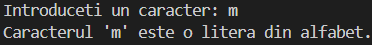 Introduceti un caracter: m
Caracterul 'm' este o litera din alfabet.